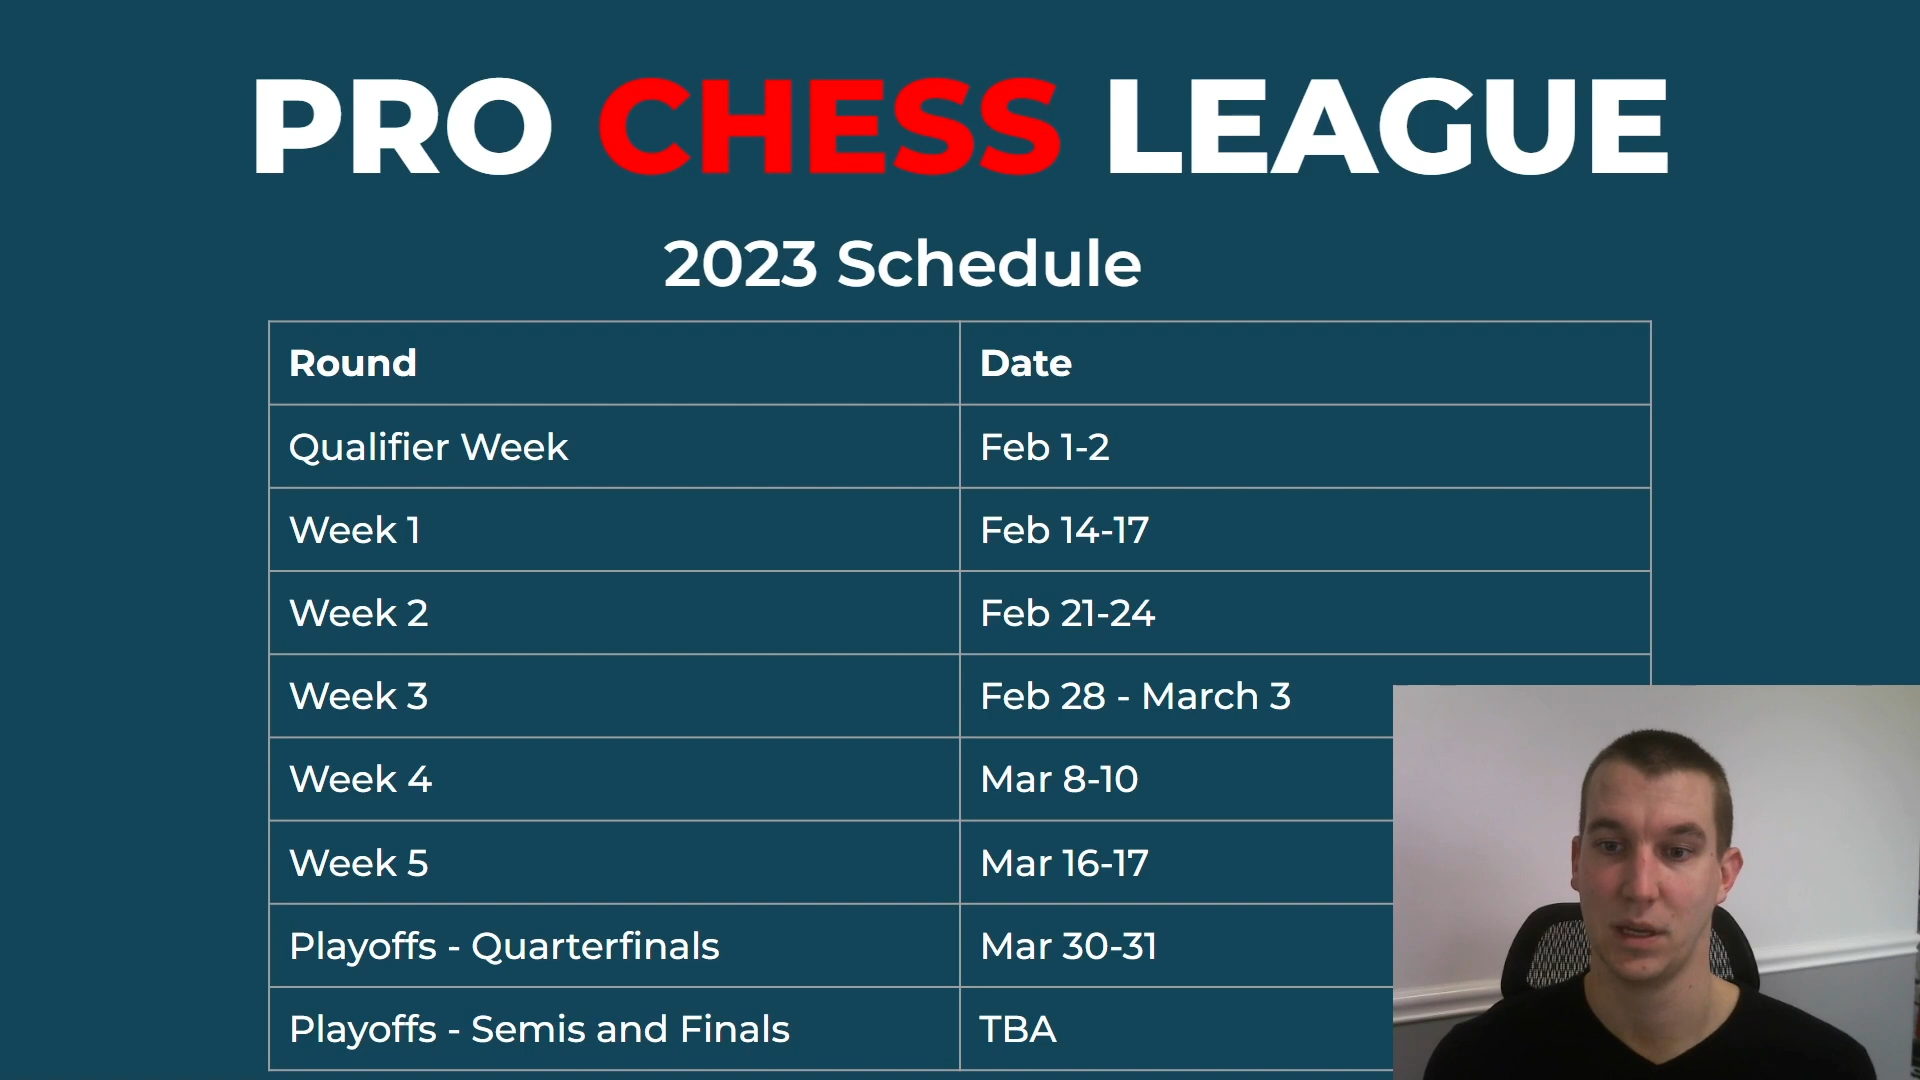 PRO CHESS LEAGUE
2023 Schedule
Round Date
Qualifier Week Feb 1-2
Week 1 Feb 14-17
Week 2 Feb 21-24
Week 3 Feb 28 - March 3
Week 4 Mar 8-10
Week 5 Mar 16-17
Playoffs - Quarterfinals Mar 30-31
Playoffs - Semis and Finals TBA